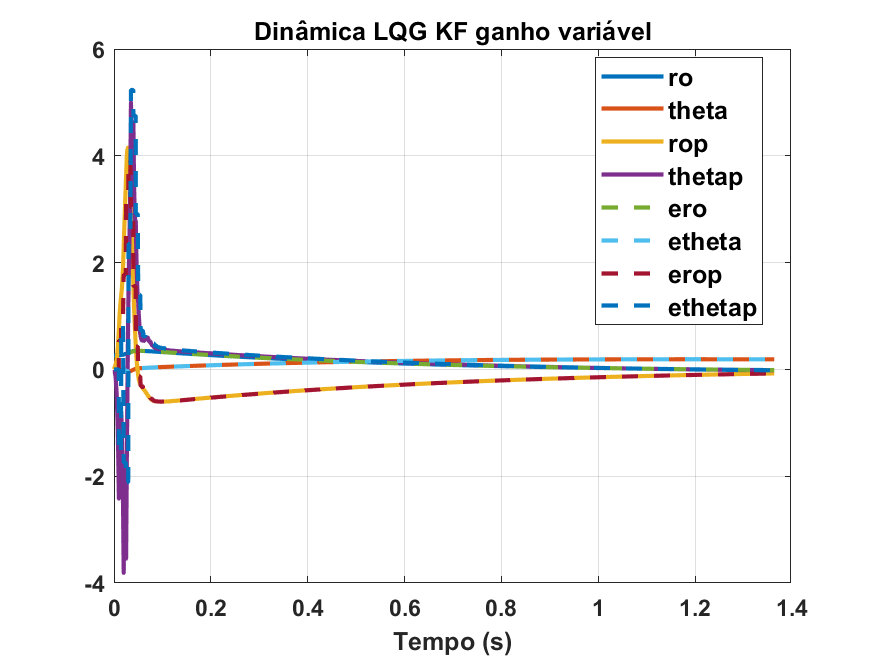 Dinâmica LQG KF ganho variável
6
4
2
0
-2
-4
0
0.2
0.4
0.6
0.8
1
1.2
1.4
Tempo (s)
ro
theta
rop
thetap
ero
etheta
erop
ethetap